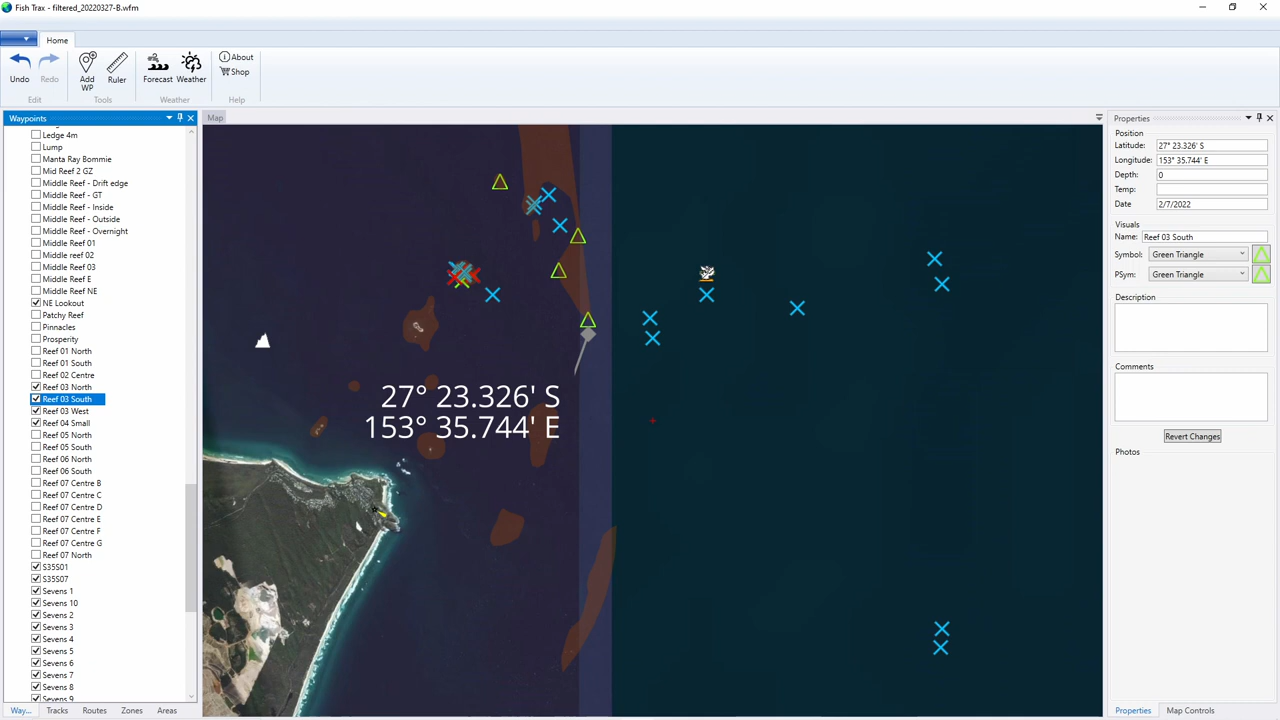 Fish Trax - filtered_20220327-B.wfm
Home
Undo
Redo
Add WP
Ruler
Forecast
Weather
About
Shop
Edit
Tools
Weather
Help
Waypoints
Ledge 4m
Lump
Manta Ray Bommie
Mid Reef 2 GZ
Middle Reef - Drift edge
Middle Reef - GT
Middle Reef - Inside
Middle Reef - Outside
Middle Reef - Overnight
Middle Reef 01
Middle reef 02
Middle Reef 03
Middle Reef E
Middle Reef NE
NE Lookout
Patchy Reef
Pinnacles
Prosperity
Reef 01 North
Reef 01 South
Reef 02 Centre
Reef 03 North
Reef 03 South
Reef 03 West
Reef 04 Small
Reef 05 North
Reef 05 South
Reef 06 North
Reef 06 South
Reef 07 Centre B
Reef 07 Centre C
Reef 07 Centre D
Reef 07 Centre E
Reef 07 Centre F
Reef 07 Centre G
Reef 07 North
S35S01
S35S07
Sevens 1
Sevens 10
Sevens 2
Sevens 3
Sevens 4
Sevens 5
Sevens 6
Sevens 7
Sevens 8
Sevens 9
Way...
Tracks
Routes
Zones
Areas
Map
27° 23.326' S
153° 35.744' E
Properties
Position
Latitude: 27° 23.326' S
Longitude: 153° 35.744' E
Depth: 0
Temp:
Date 2/7/2022
Visuals
Name: Reef 03 South
Symbol: Green Triangle
PSym: Green Triangle
Description
Comments
Revert Changes
Photos
Properties
Map Controls